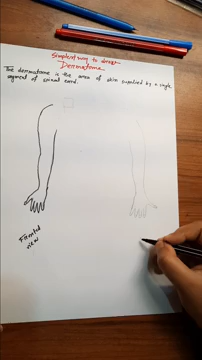 Simplest way to draw
Dermatome
The dermatome is the area of skin supplied by a single
segment of spinal cord.
Frontal
view